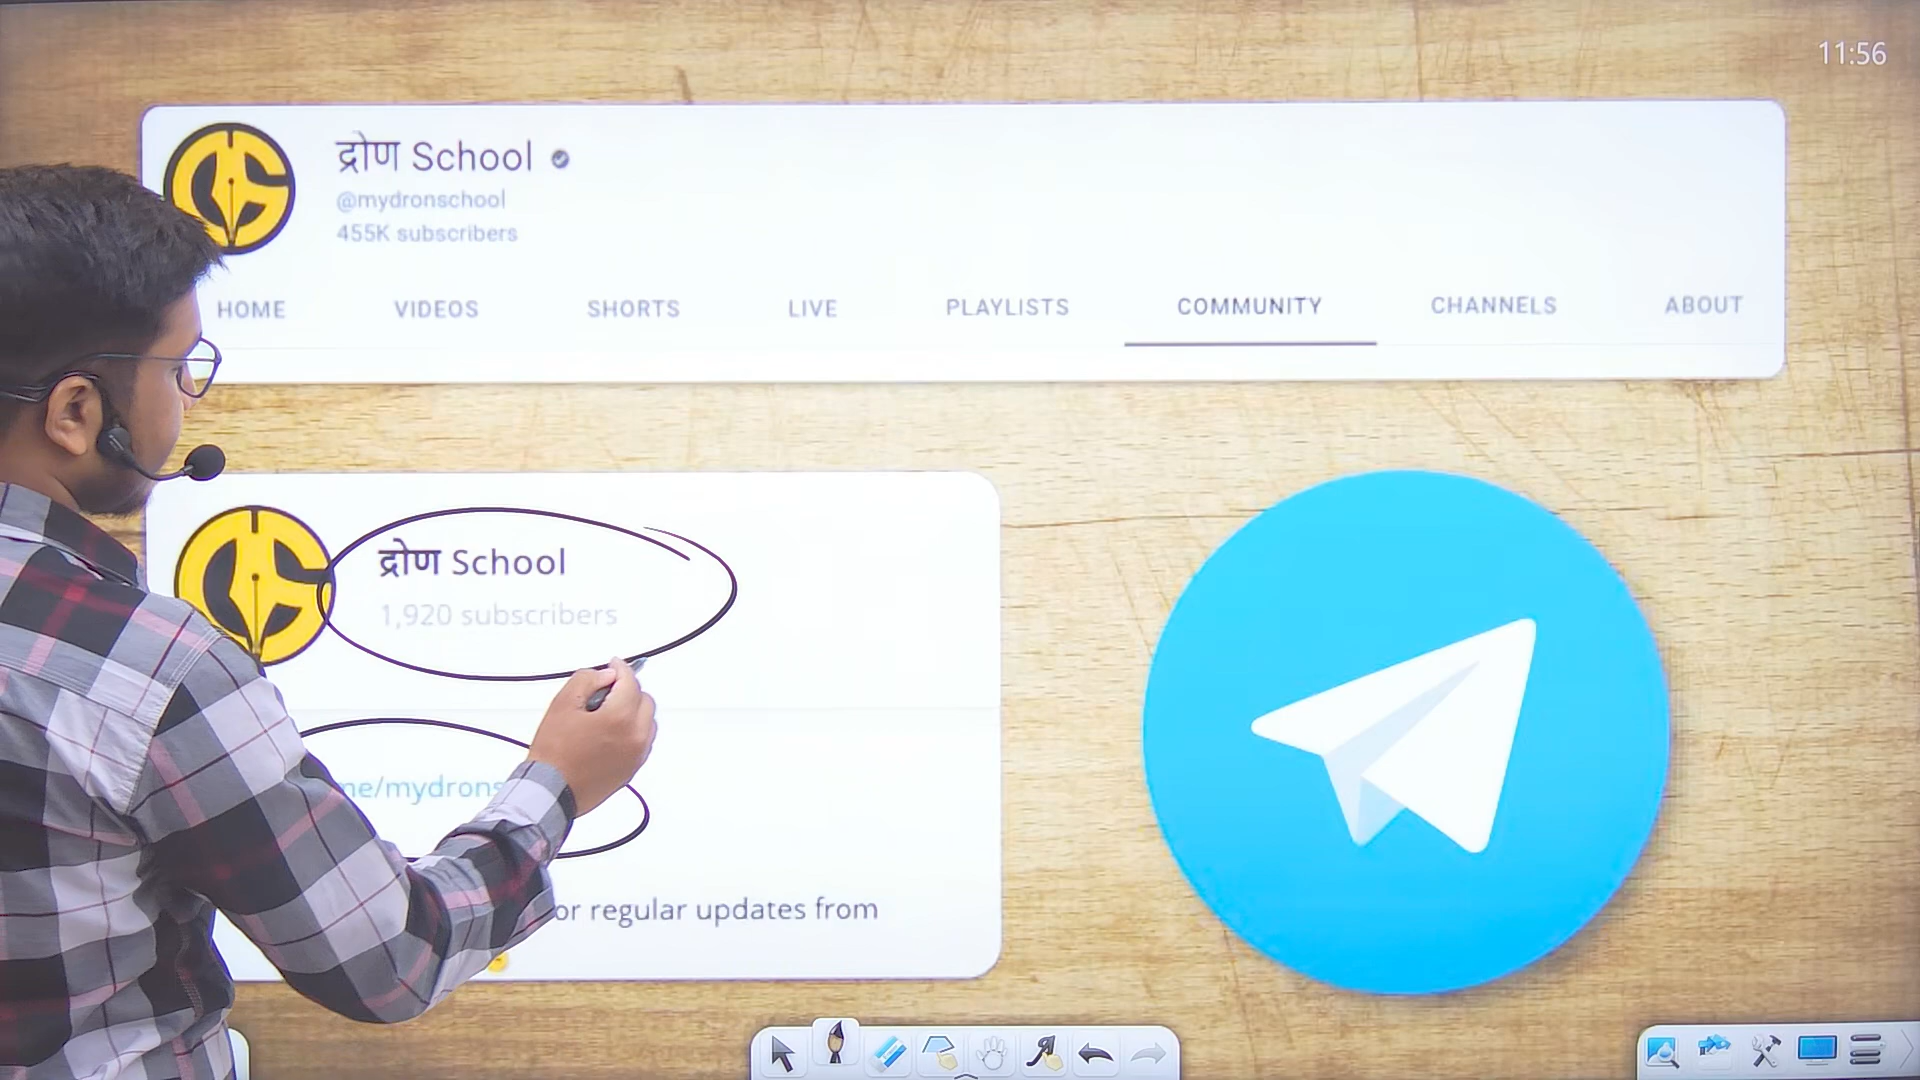 11:56
द्रोण School
@mydronschool
455K subscribers
HOME VIDEOS SHORTS LIVE PLAYLISTS COMMUNITY CHANNELS ABOUT
द्रोण School
1,920 subscribers
me/mydrons
or regular updates from